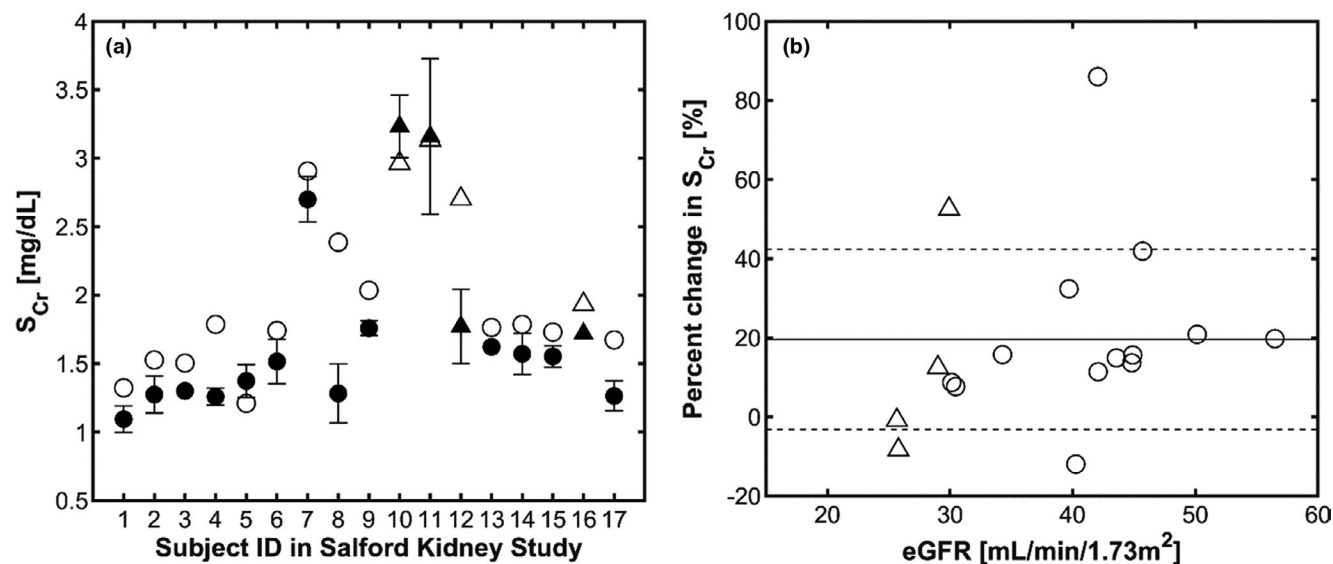 (a)
4
3.5
3
2.5
2
1.5
1
0.5
S_Cr [mg/dL]
1 2 3 4 5 6 7 8 9 10 11 12 13 14 15 16 17
Subject ID in Salford Kidney Study
(b)
100
80
60
40
20
0
-20
Percent change in S_Cr [%]
20 30 40 50 60
eGFR [mL/min/1.73m²]